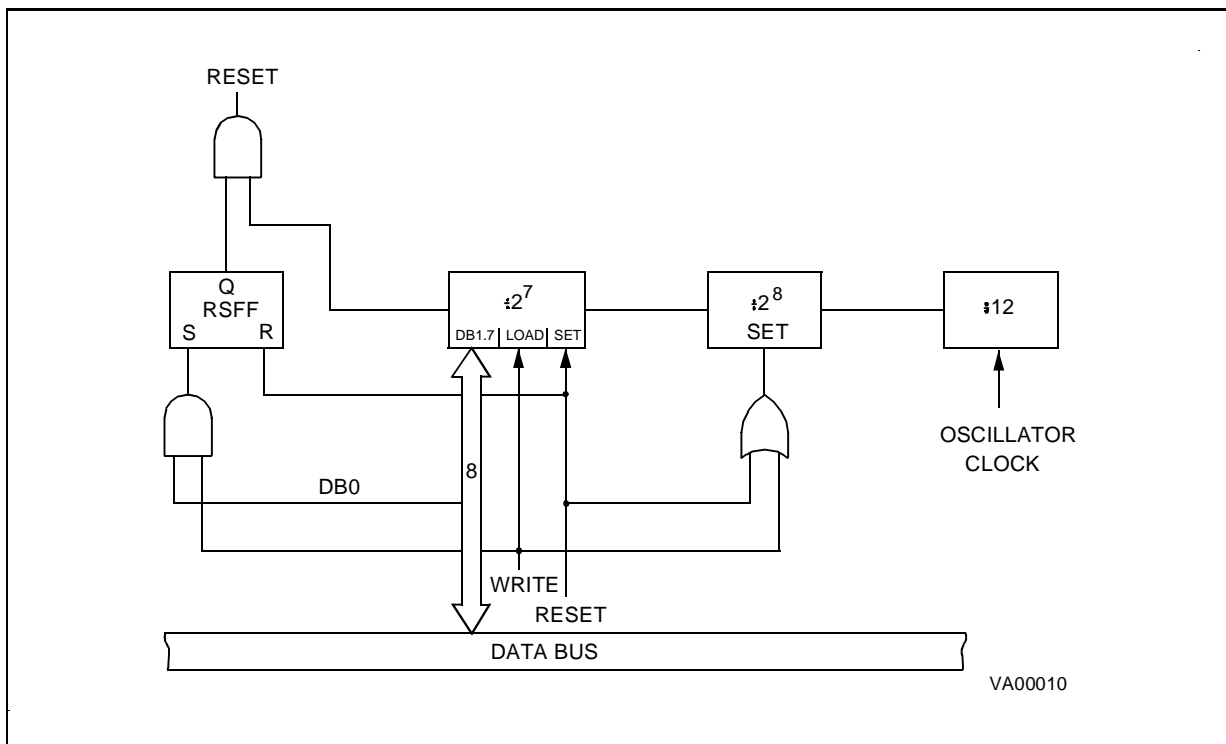 RESET
Q
RSFF
S R
÷2⁷
DB1.7 LOAD SET
÷2⁸
SET
÷12
OSCILLATOR
CLOCK
8
DB0
WRITE
RESET
DATA BUS
VA00010